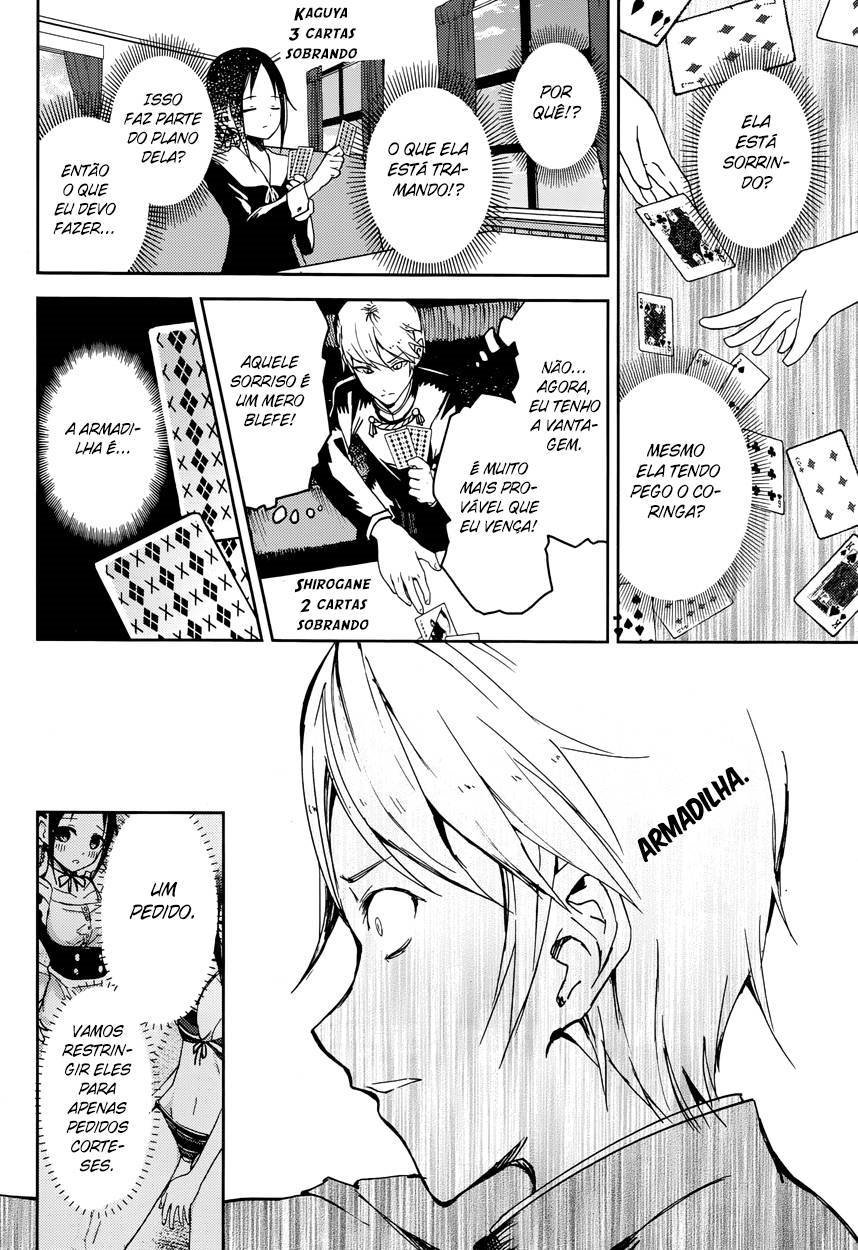 ELA
ESTÁ
SORRIN-
DO?
MESMO
ELA TENDO
PEGO O CO-
RINGA?
POR
QUÊ!?
O QUE ELA
ESTÁ TRA-
MANDO!?
KAGUYA
3 CARTAS
SOBRANDO
ISSO
FAZ PARTE
DO PLANO
DELA?
ENTÃO
O QUE
EU DEVO
FAZER...
NÃO...
AGORA,
EU TENHO
A VANTA-
GEM.
É MUITO
MAIS PRO-
VÁVEL QUE
EU VENÇA!
AQUELE
SORRISO É
UM MERO
BLEFE!
SHIROGANE
2 CARTAS
SOBRANDO
A ARMADI-
LHA É...
ARMADILHA.
UM
PEDIDO.
VAMOS
RESTRIN-
GIR ELES
PARA
APENAS
PEDIDOS
CORTE-
SES.